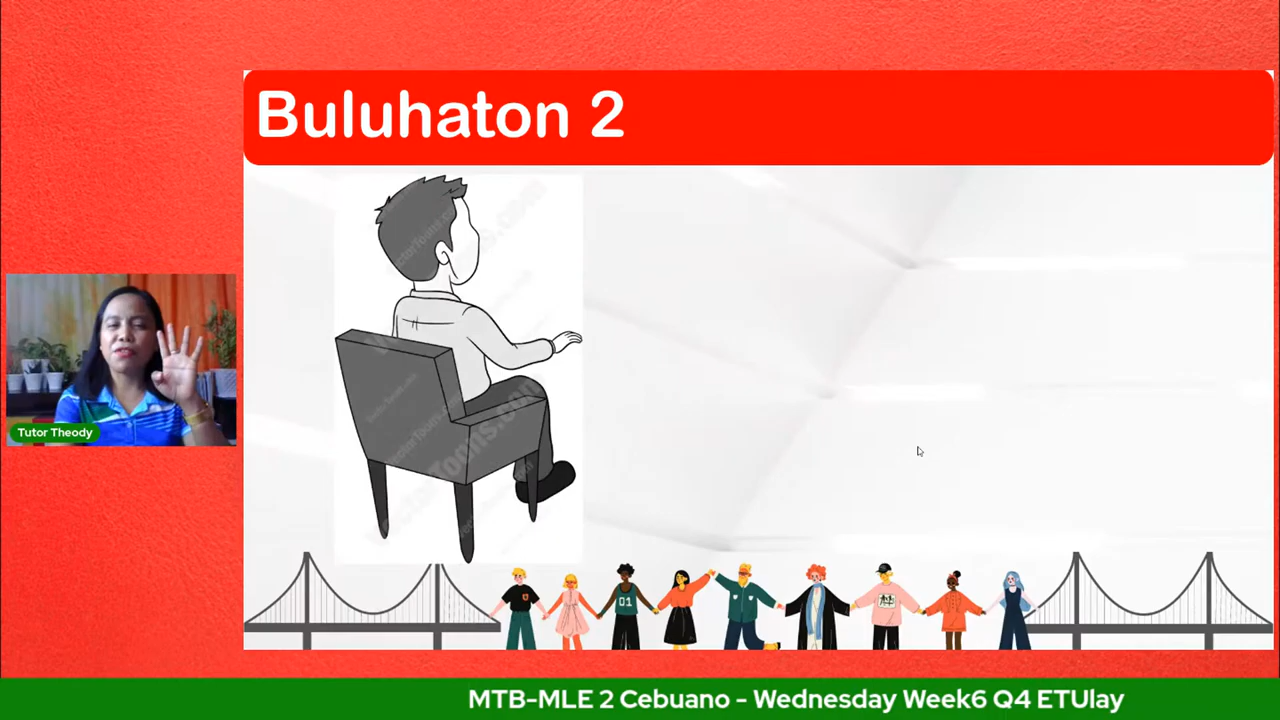 Buluhaton 2
01
Tutor Theody
MTB-MLE 2 Cebuano - Wednesday Week6 Q4 ETUlay